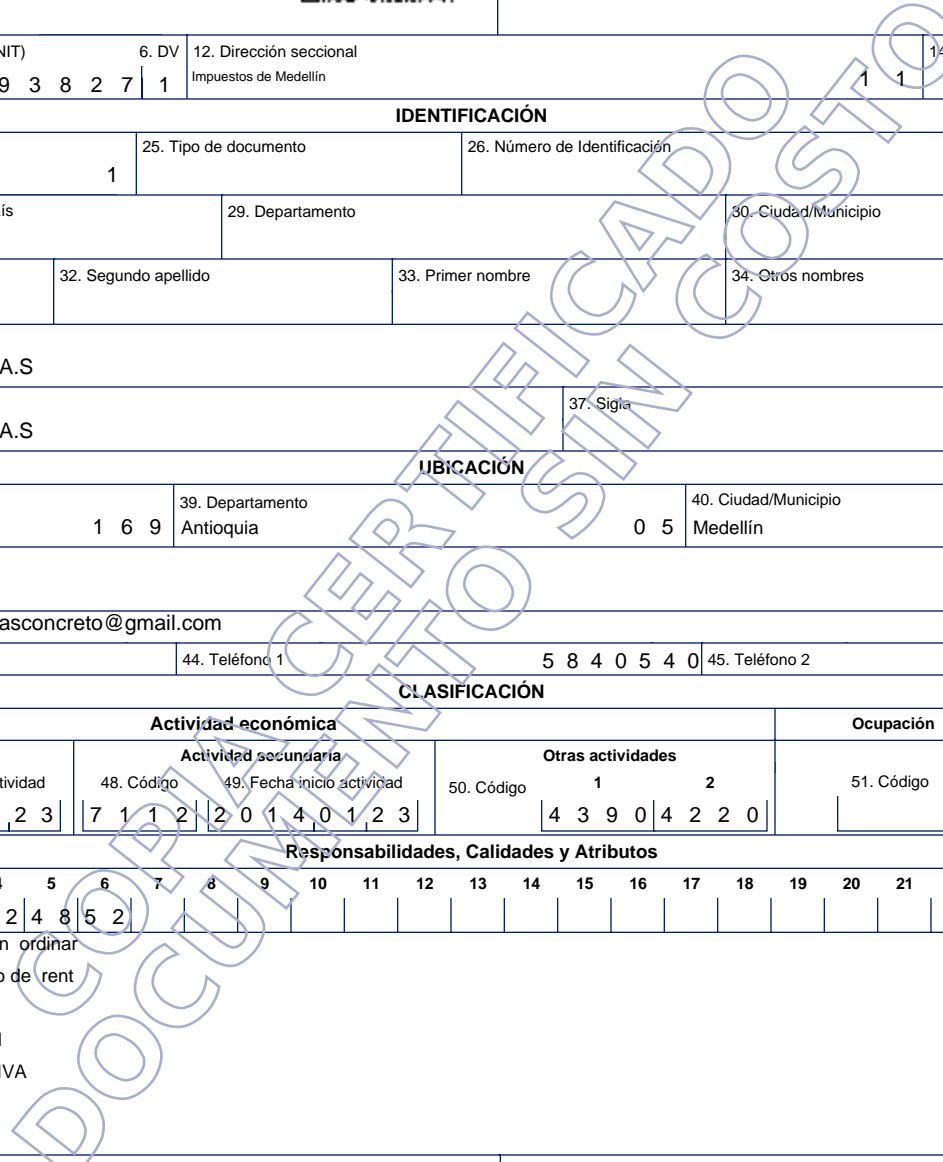 NIT) 6. DV 12. Dirección seccional 14
9 3 8 2 7 1 Impuestos de Medellín 1 1
IDENTIFICACIÓN
25. Tipo de documento 26. Número de Identificación
1
ís 29. Departamento 30. Ciudad/Municipio
32. Segundo apellido 33. Primer nombre 34. Otros nombres
A.S
37. Sigla
A.S
UBICACIÓN
39. Departamento 40. Ciudad/Municipio
1 6 9 Antioquia 0 5 Medellín
asconcreto@gmail.com
44. Teléfono 1 5 8 4 0 5 4 0 45. Teléfono 2
CLASIFICACIÓN
Actividad económica Ocupación
Actividad secundaria Otras actividades
tividad 48. Código 49. Fecha inicio actividad 50. Código 1 2 51. Código
2 3 7 1 1 2 2 0 1 4 0 1 2 3 4 3 9 0 4 2 2 0
Responsabilidades, Calidades y Atributos
5 6 7 8 9 10 11 12 13 14 15 16 17 18 19 20 21
2 4 8 5 2
n ordinar
o de rent
IVA
COPIA CERTIFICADO
DOCUMENTO SIN COSTO